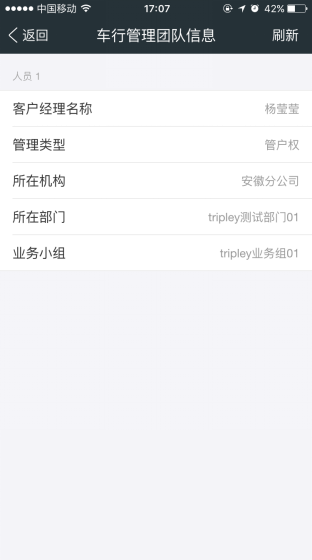 中国移动 17:07 42%
返回 车行管理团队信息 刷新
人员 1
客户经理名称 杨莹莹
管理类型 管户权
所在机构 安徽分公司
所在部门 tripley测试部门01
业务小组 tripley业务组01